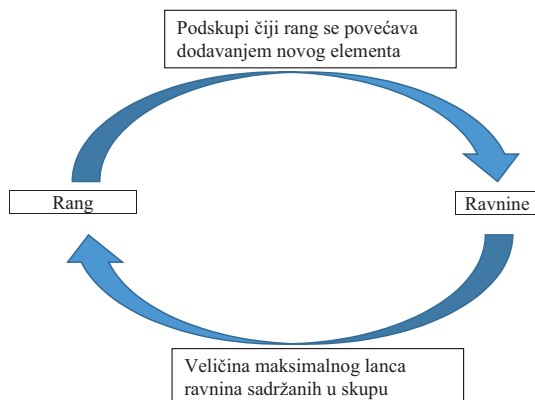 Podskupi čiji rang se povećava
dodavanjem novog elementa
Rang
Ravnine
Veličina maksimalnog lanca
ravnina sadržanih u skupu